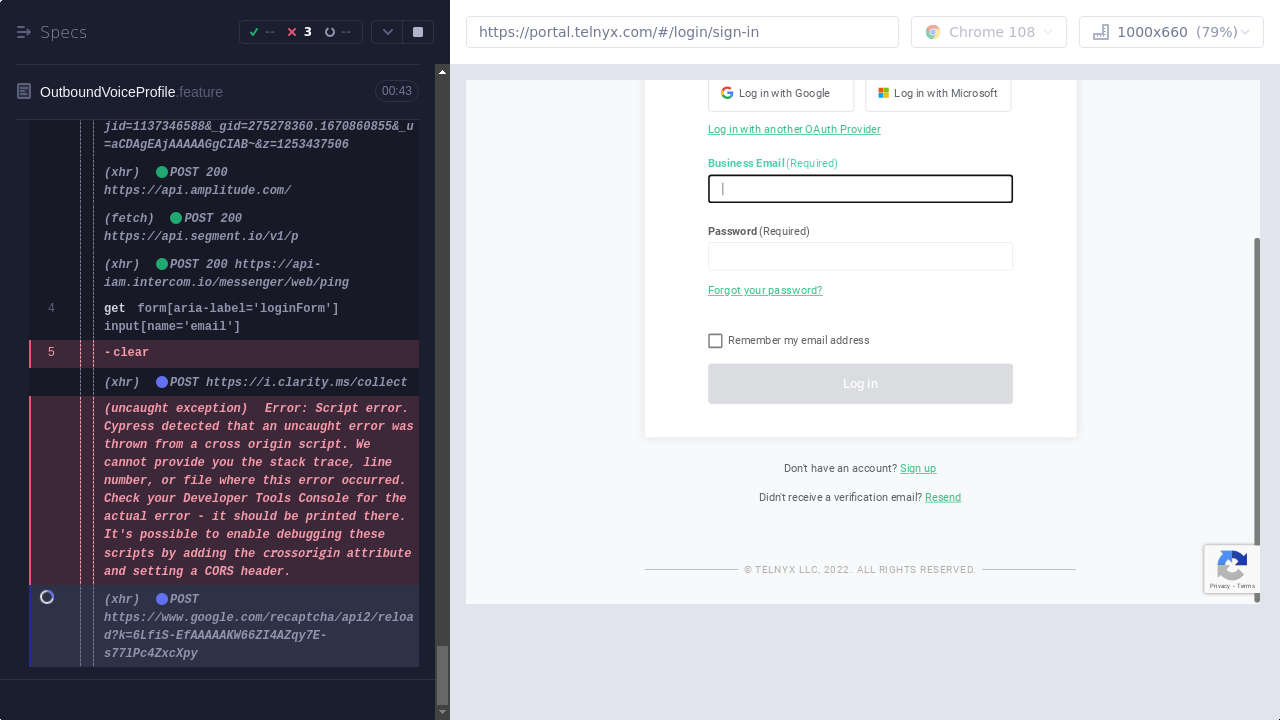 Specs
--
3
--
https://portal.telnyx.com/#/login/sign-in
Chrome 108
1000x660 (79%)
OutboundVoiceProfile.feature
00:43
jid=1137346588&_gid=275278360.1670860855&_u
=aCDAgEAjAAAAAGgCIAB~&z=1253437506
(xhr) POST 200
https://api.amplitude.com/
(fetch) POST 200
https://api.segment.io/v1/p
(xhr) POST 200 https://api-
iam.intercom.io/messenger/web/ping
4 get form[aria-label='loginForm']
input[name='email']
5 -clear
(xhr) POST https://i.clarity.ms/collect
(uncaught exception) Error: Script error.
Cypress detected that an uncaught error was
thrown from a cross origin script. We
cannot provide you the stack trace, line
number, or file where this error occurred.
Check your Developer Tools Console for the
actual error - it should be printed there.
It's possible to enable debugging these
scripts by adding the crossorigin attribute
and setting a CORS header.
(xhr) POST
https://www.google.com/recaptcha/api2/reloa
d?k=6LfiS-EfAAAAAKW66ZI4AZqy7E-
s77lPc4ZxcXpy
Log in with Google
Log in with Microsoft
Log in with another OAuth Provider
Business Email (Required)
Password (Required)
Forgot your password?
Remember my email address
Log in
Don't have an account? Sign up
Didn't receive a verification email? Resend
© TELNYX LLC, 2022. ALL RIGHTS RESERVED.
Privacy - Terms